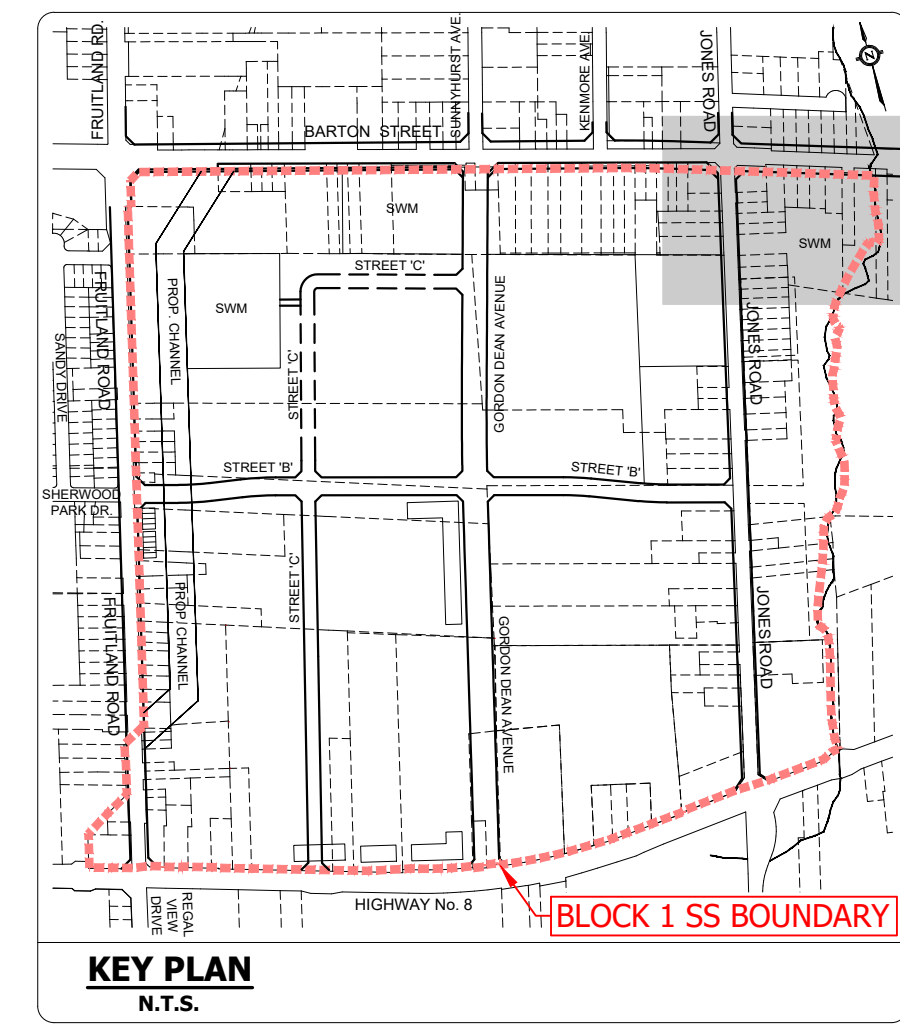 FRUITLAND RD.
SUNNYHURST AVE.
KENMORE AVE.
JONES ROAD
Z
BARTON STREET
SWM
SWM
STREET 'C'
SWM
PROP. CHANNEL
FRUITLAND ROAD
SANDY DRIVE
STREET 'C'
GORDON DEAN AVENUE
JONES ROAD
STREET 'B'
STREET 'B'
SHERWOOD
PARK DR.
STREET 'C'
PROP. CHANNEL
FRUITLAND ROAD
GORDON DEAN AVENUE
JONES ROAD
REGAL
VIEW
DRIVE
HIGHWAY No. 8
BLOCK 1 SS BOUNDARY
KEY PLAN
N.T.S.